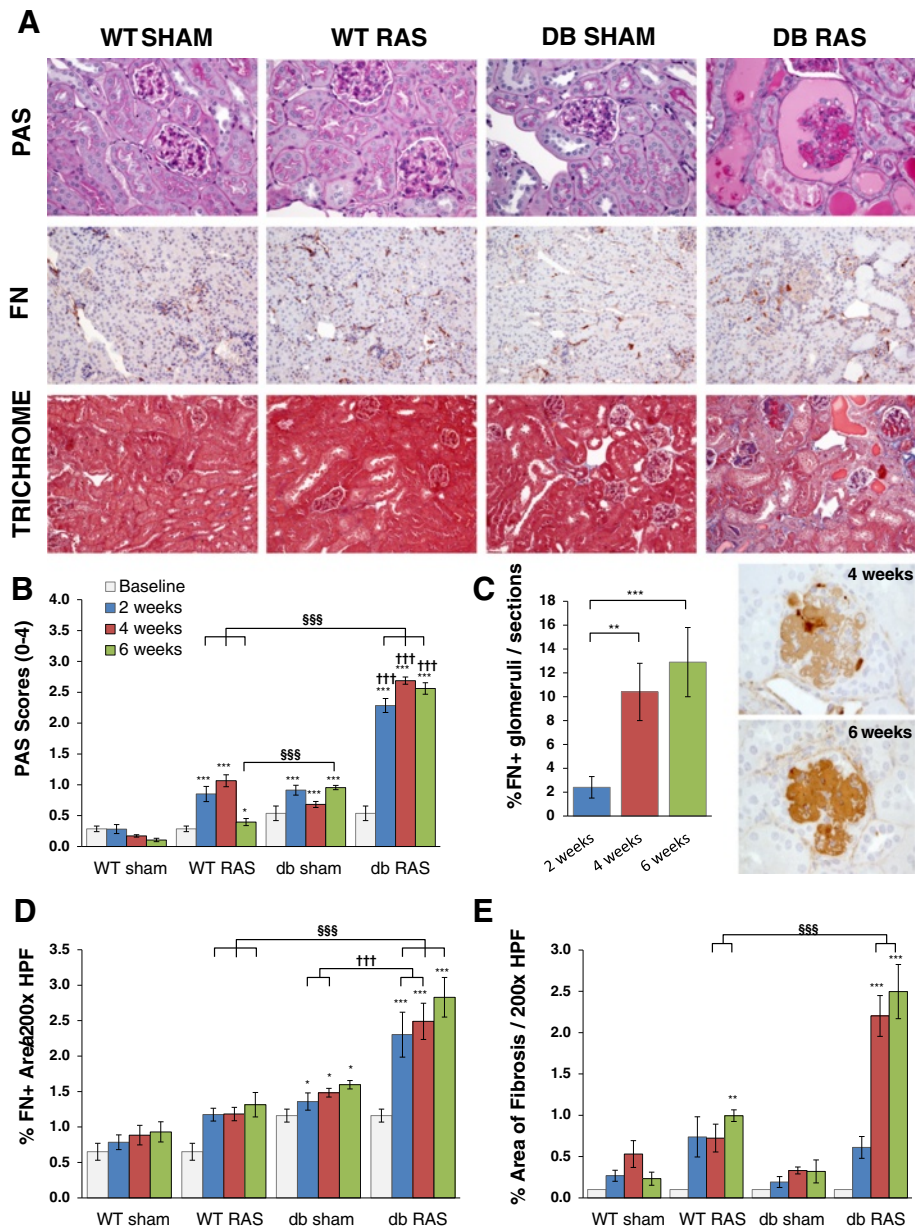 A
WT SHAM WT RAS DB SHAM DB RAS
PAS
FN
TRICHROME
B
Baseline
2 weeks
4 weeks
6 weeks
PAS Scores (0-4)
4.0
3.5
3.0
2.5
2.0
1.5
1.0
0.5
0.0
§§§
§§§
*** *** *
*** *** ***
††† ††† †††
*** *** ***
WT sham WT RAS db sham db RAS
C
%FN+ glomeruli / sections
18
16
14
12
10
8
6
4
2
0
***
**
2 weeks 4 weeks 6 weeks
4 weeks
6 weeks
D
% FN+ Area/200x HPF
3.5
3.0
2.5
2.0
1.5
1.0
0.5
0.0
§§§
†††
* * *
*** *** ***
WT sham WT RAS db sham db RAS
E
% Area of Fibrosis / 200x HPF
3.0
2.5
2.0
1.5
1.0
0.5
0.0
§§§
**
*** ***
WT sham WT RAS db sham db RAS